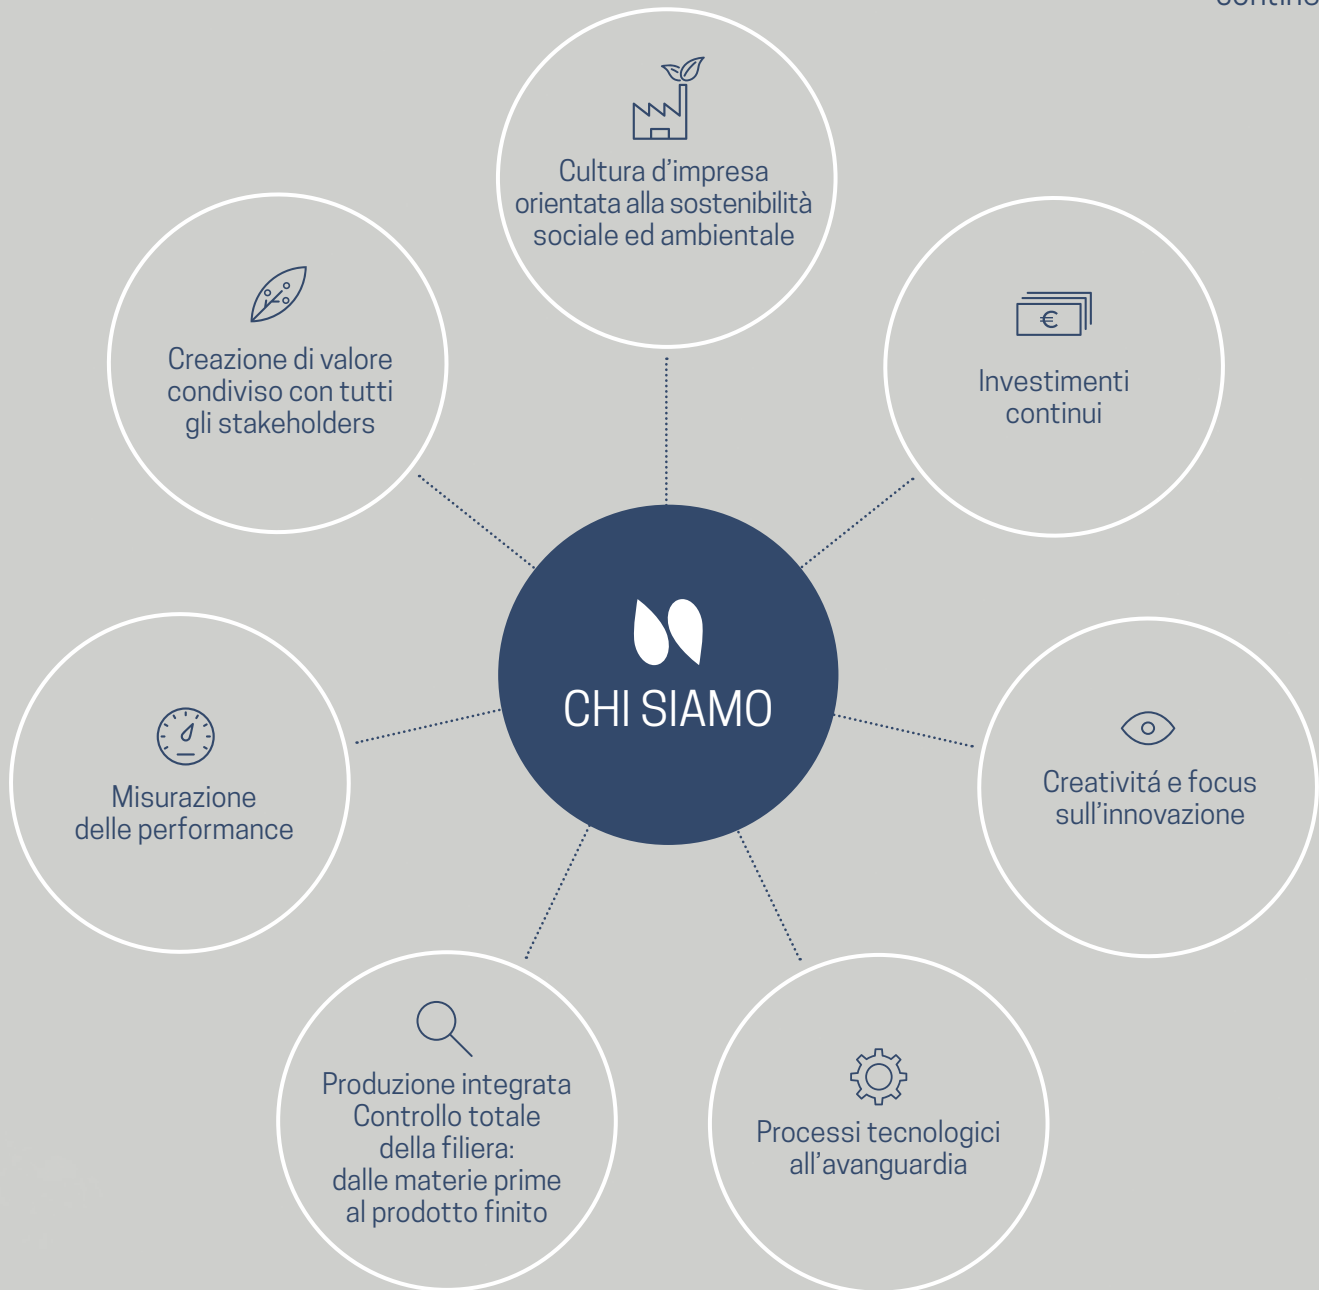 Cultura d'impresa
orientata alla sostenibilità
sociale ed ambientale
Investimenti
continui
Creativitá e focus
sull'innovazione
Processi tecnologici
all'avanguardia
Produzione integrata
Controllo totale
della filiera:
dalle materie prime
al prodotto finito
Misurazione
delle performance
Creazione di valore
condiviso con tutti
gli stakeholders
€
CHI SIAMO